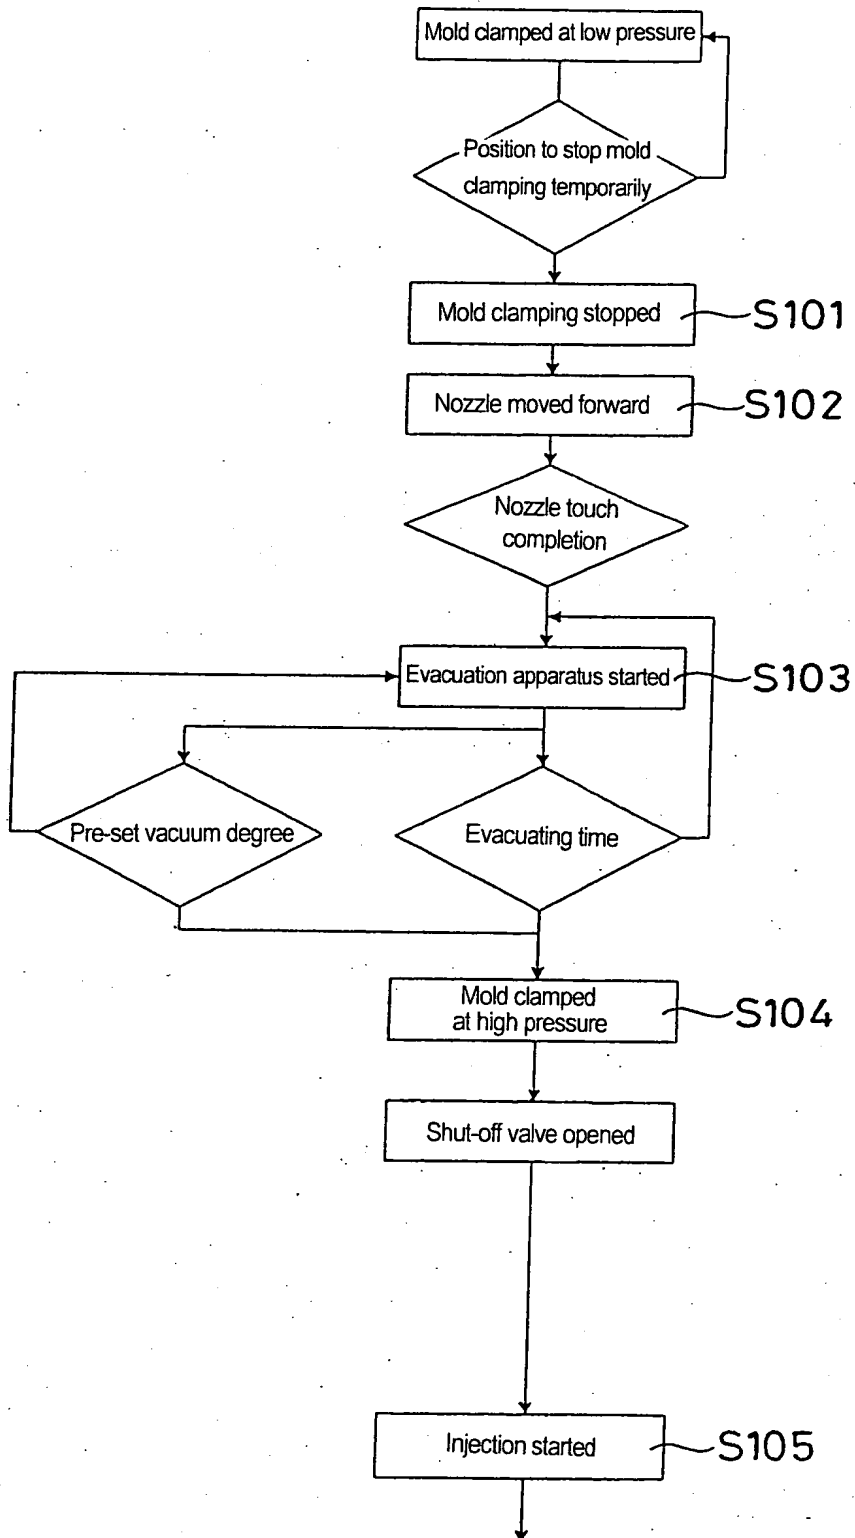 Mold clamped at low pressure
Position to stop mold
clamping temporarily
Mold clamping stopped
S101
Nozzle moved forward
S102
Nozzle touch
completion
Evacuation apparatus started
S103
Pre-set vacuum degree
Evacuating time
Mold clamped
at high pressure
S104
Shut-off valve opened
Injection started
S105